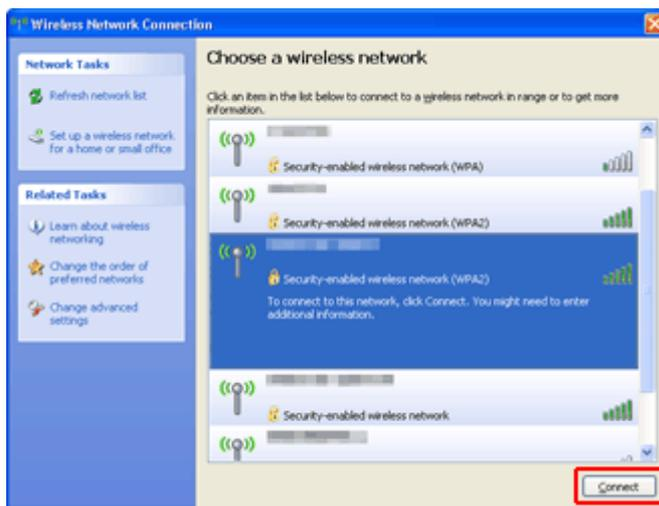 Wireless Network Connection
Network Tasks
Refresh network list
Set up a wireless network
for a home or small office
Related Tasks
Learn about wireless
networking
Change the order of
preferred networks
Change advanced
settings
Choose a wireless network
Click an item in the list below to connect to a wireless network in range or to get more
information.
Security-enabled wireless network (WPA)
Security-enabled wireless network (WPA2)
Security-enabled wireless network (WPA2)
To connect to this network, click Connect. You might need to enter
additional information.
Security-enabled wireless network
Connect